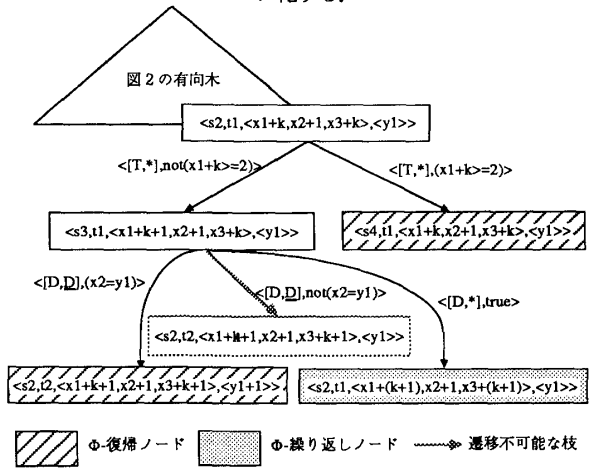 図2の有向木
<s2,t1,<x1+k,x2+1,x3+k>,<y1>>
<[T,*],not(x1+k>=2)>
<[T,*],(x1+k>=2)>
<s3,t1,<x1+k+1,x2+1,x3+k>,<y1>>
<s4,t1,<x1+k,x2+1,x3+k>,<y1>>
<[D,D],(x2=y1)>
<[D,D],not(x2=y1)>
<[D,*],true>
<s2,t2,<x1+k+1,x2+1,x3+k+1>,<y1>>
<s2,t2,<x1+k+1,x2+1,x3+k+1>,<y1+1>>
<s2,t1,<x1+(k+1),x2+1,x3+(k+1)>,<y1>>
Φ-復帰ノード
Φ-繰り返しノード
遷移不可能な枝